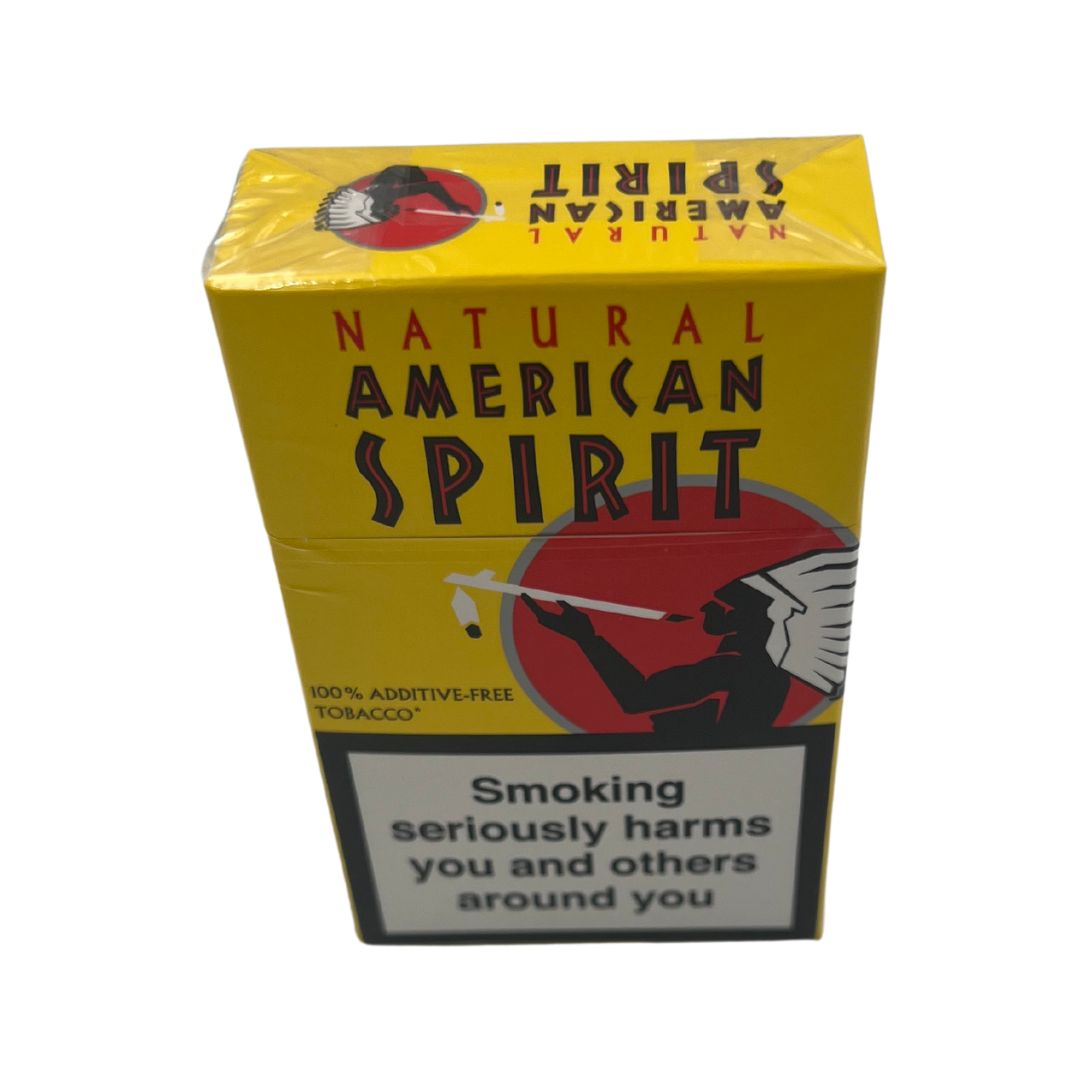 NATURAL
AMERICAN
SPIRIT
NATURAL
AMERICAN
SPIRIT
100% ADDITIVE-FREE
TOBACCO*
Smoking
seriously harms
you and others
around you